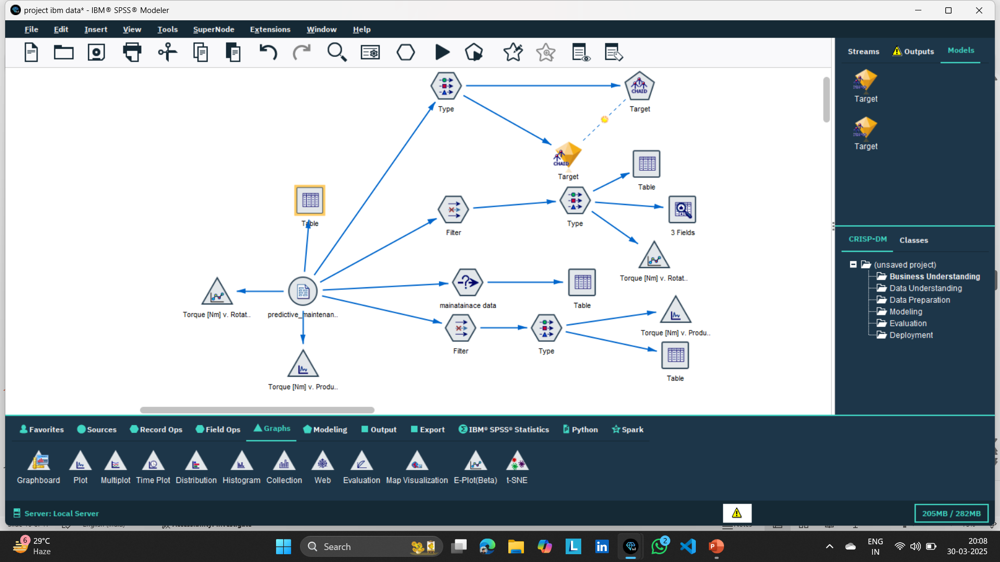 project ibm data* - IBM® SPSS® Modeler
File Edit Insert View Tools SuperNode Extensions Window Help
Streams Outputs Models
Target
Target
Type
CHAID
Target
CHAID
Target
Table
Table
Filter
Type
3 Fields
Torque [Nm] v. Rotat..
Torque [Nm] v. Rotat..
predictive_maintenan..
mainatainace data
Table
Torque [Nm] v. Produ..
Filter
Type
Table
Torque [Nm] v. Produ..
CRISP-DM Classes
(unsaved project)
Business Understanding
Data Understanding
Data Preparation
Modeling
Evaluation
Deployment
Favorites Sources Record Ops Field Ops Graphs Modeling Output Export IBM® SPSS® Statistics Python Spark
Graphboard Plot Multiplot Time Plot Distribution Histogram Collection Web Evaluation Map Visualization E-Plot(Beta) t-SNE
Server: Local Server
205MB / 282MB
6
29°C
Haze
Search
L
in
2
P
ENG
IN
20:08
30-03-2025